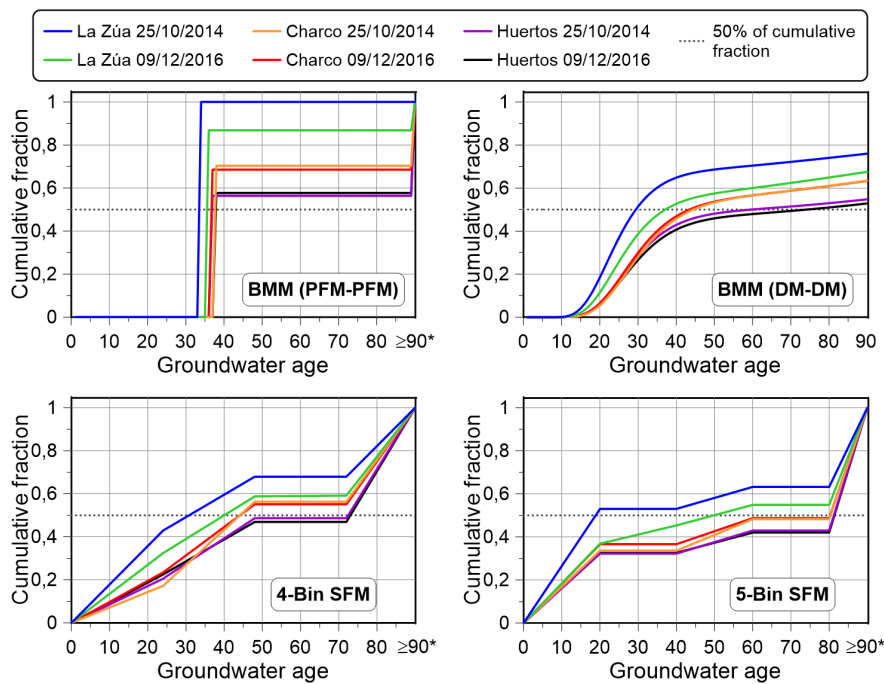 La Zúa 25/10/2014
Charco 25/10/2014
Huertos 25/10/2014
50% of cumulative
fraction
La Zúa 09/12/2016
Charco 09/12/2016
Huertos 09/12/2016
Cumulative fraction
1
0,8
0,6
0,4
0,2
0
BMM (PFM-PFM)
0 10 20 30 40 50 60 70 80 ≥90*
Groundwater age
Cumulative fraction
1
0,8
0,6
0,4
0,2
0
BMM (DM-DM)
0 10 20 30 40 50 60 70 80 90
Groundwater age
Cumulative fraction
1
0,8
0,6
0,4
0,2
0
4-Bin SFM
0 10 20 30 40 50 60 70 80 ≥90*
Groundwater age
Cumulative fraction
1
0,8
0,6
0,4
0,2
0
5-Bin SFM
0 10 20 30 40 50 60 70 80 ≥90*
Groundwater age